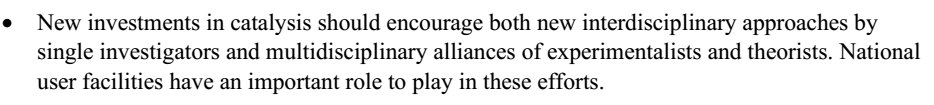 • New investments in catalysis should encourage both new interdisciplinary approaches by
single investigators and multidisciplinary alliances of experimentalists and theorists. National
user facilities have an important role to play in these efforts.